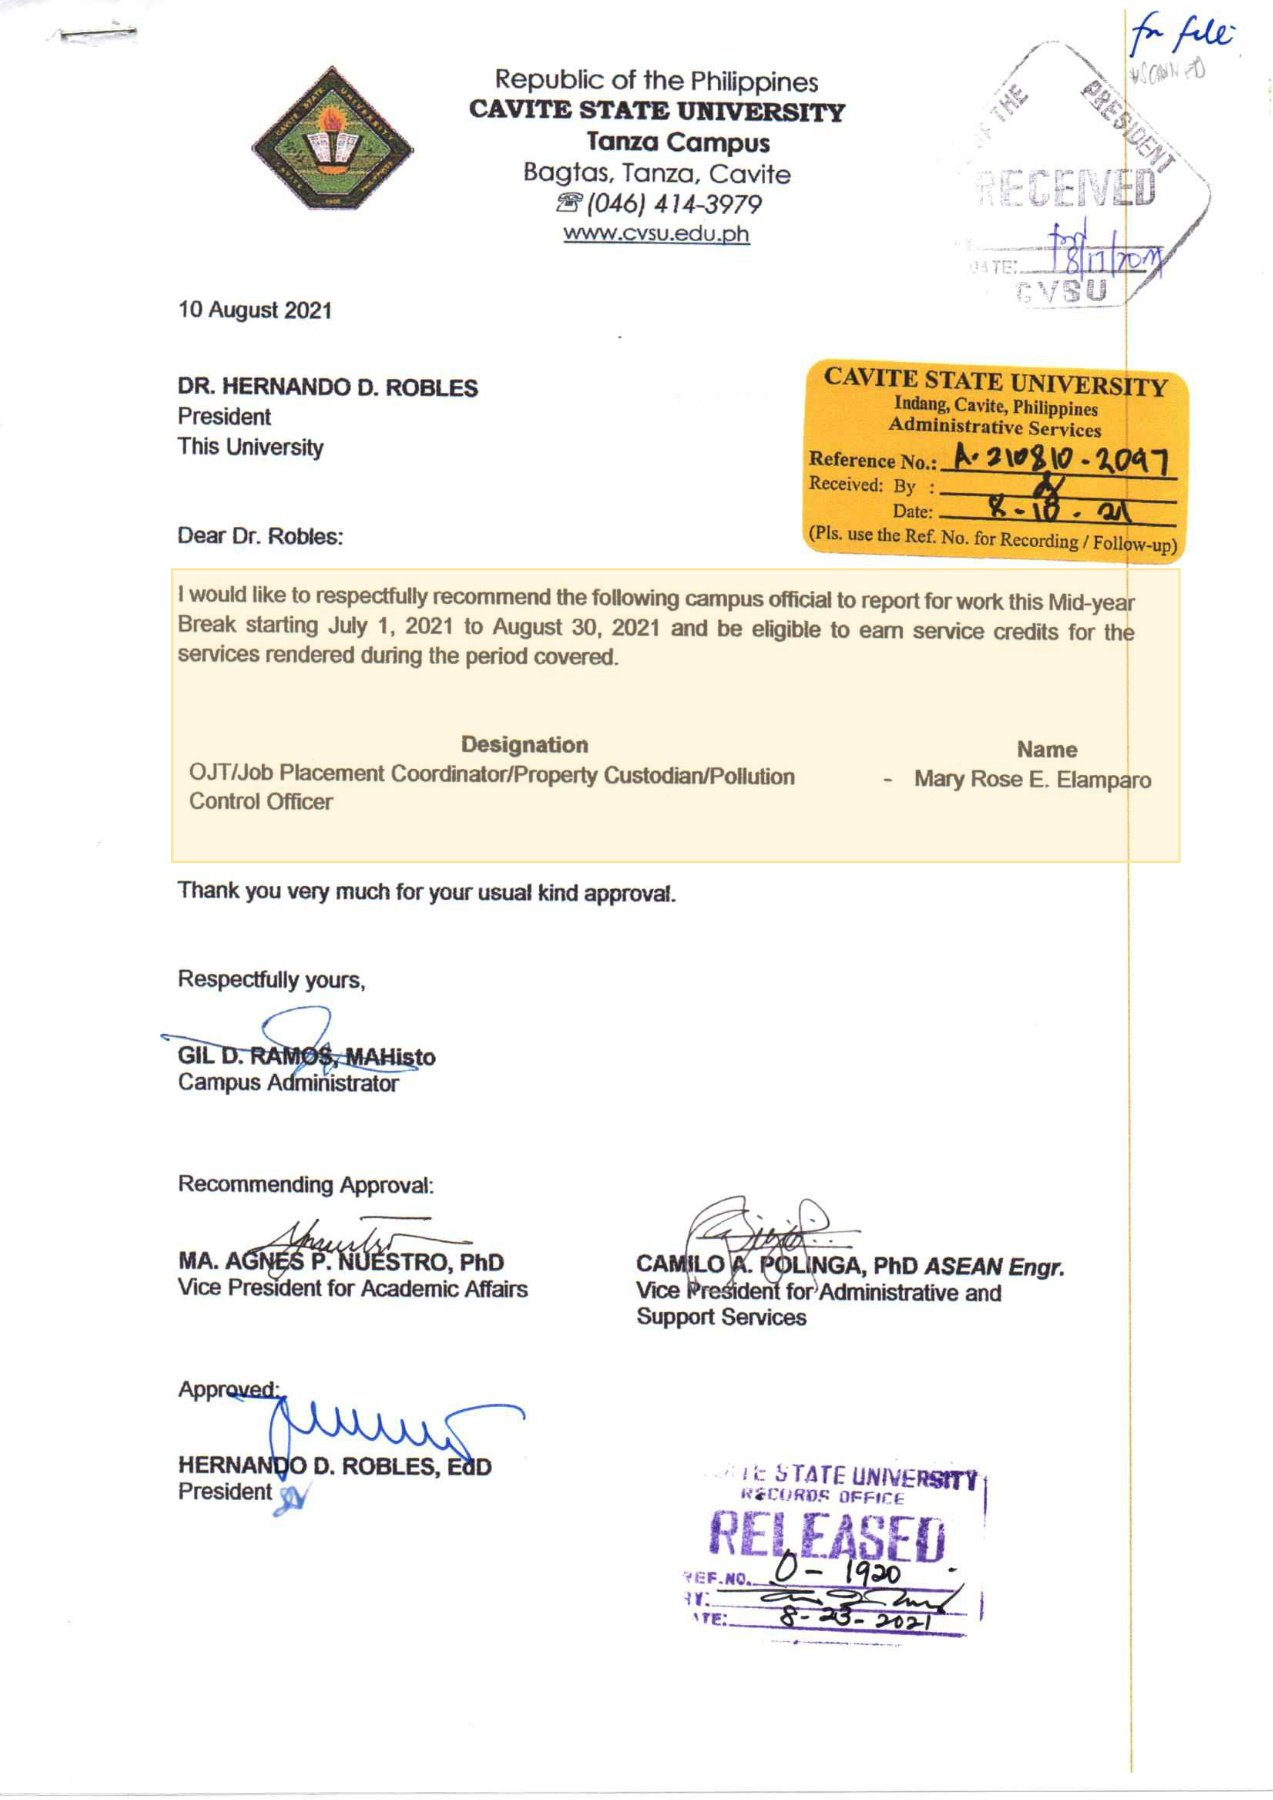 for file
SCANNED
Republic of the Philippines
CAVITE STATE UNIVERSITY
Tanza Campus
Bagtas, Tanza, Cavite
☏ (046) 414-3979
www.cvsu.edu.ph
OF THE PRESIDENT
RECEIVED
DATE: 8/17/2021
CVSU
10 August 2021
DR. HERNANDO D. ROBLES
President
This University
CAVITE STATE UNIVERSITY
Indang, Cavite, Philippines
Administrative Services
Reference No.: A-210810-2097
Received: By :
Date: 8-10-21
(Pls. use the Ref. No. for Recording / Follow-up)
Dear Dr. Robles:
I would like to respectfully recommend the following campus official to report for work this Mid-year
Break starting July 1, 2021 to August 30, 2021 and be eligible to earn service credits for the
services rendered during the period covered.
Designation Name
OJT/Job Placement Coordinator/Property Custodian/Pollution - Mary Rose E. Elamparo
Control Officer
Thank you very much for your usual kind approval.
Respectfully yours,
GIL D. RAMOS, MAHisto
Campus Administrator
Recommending Approval:
MA. AGNES P. NUESTRO, PhD
Vice President for Academic Affairs
CAMILO A. POLINGA, PhD ASEAN Engr.
Vice President for Administrative and
Support Services
Approved:
HERNANDO D. ROBLES, EdD
President
STATE UNIVERSITY
RECORDS OFFICE
RELEASED
REF.NO. 0-1920
BY:
DATE: 8-23-2021